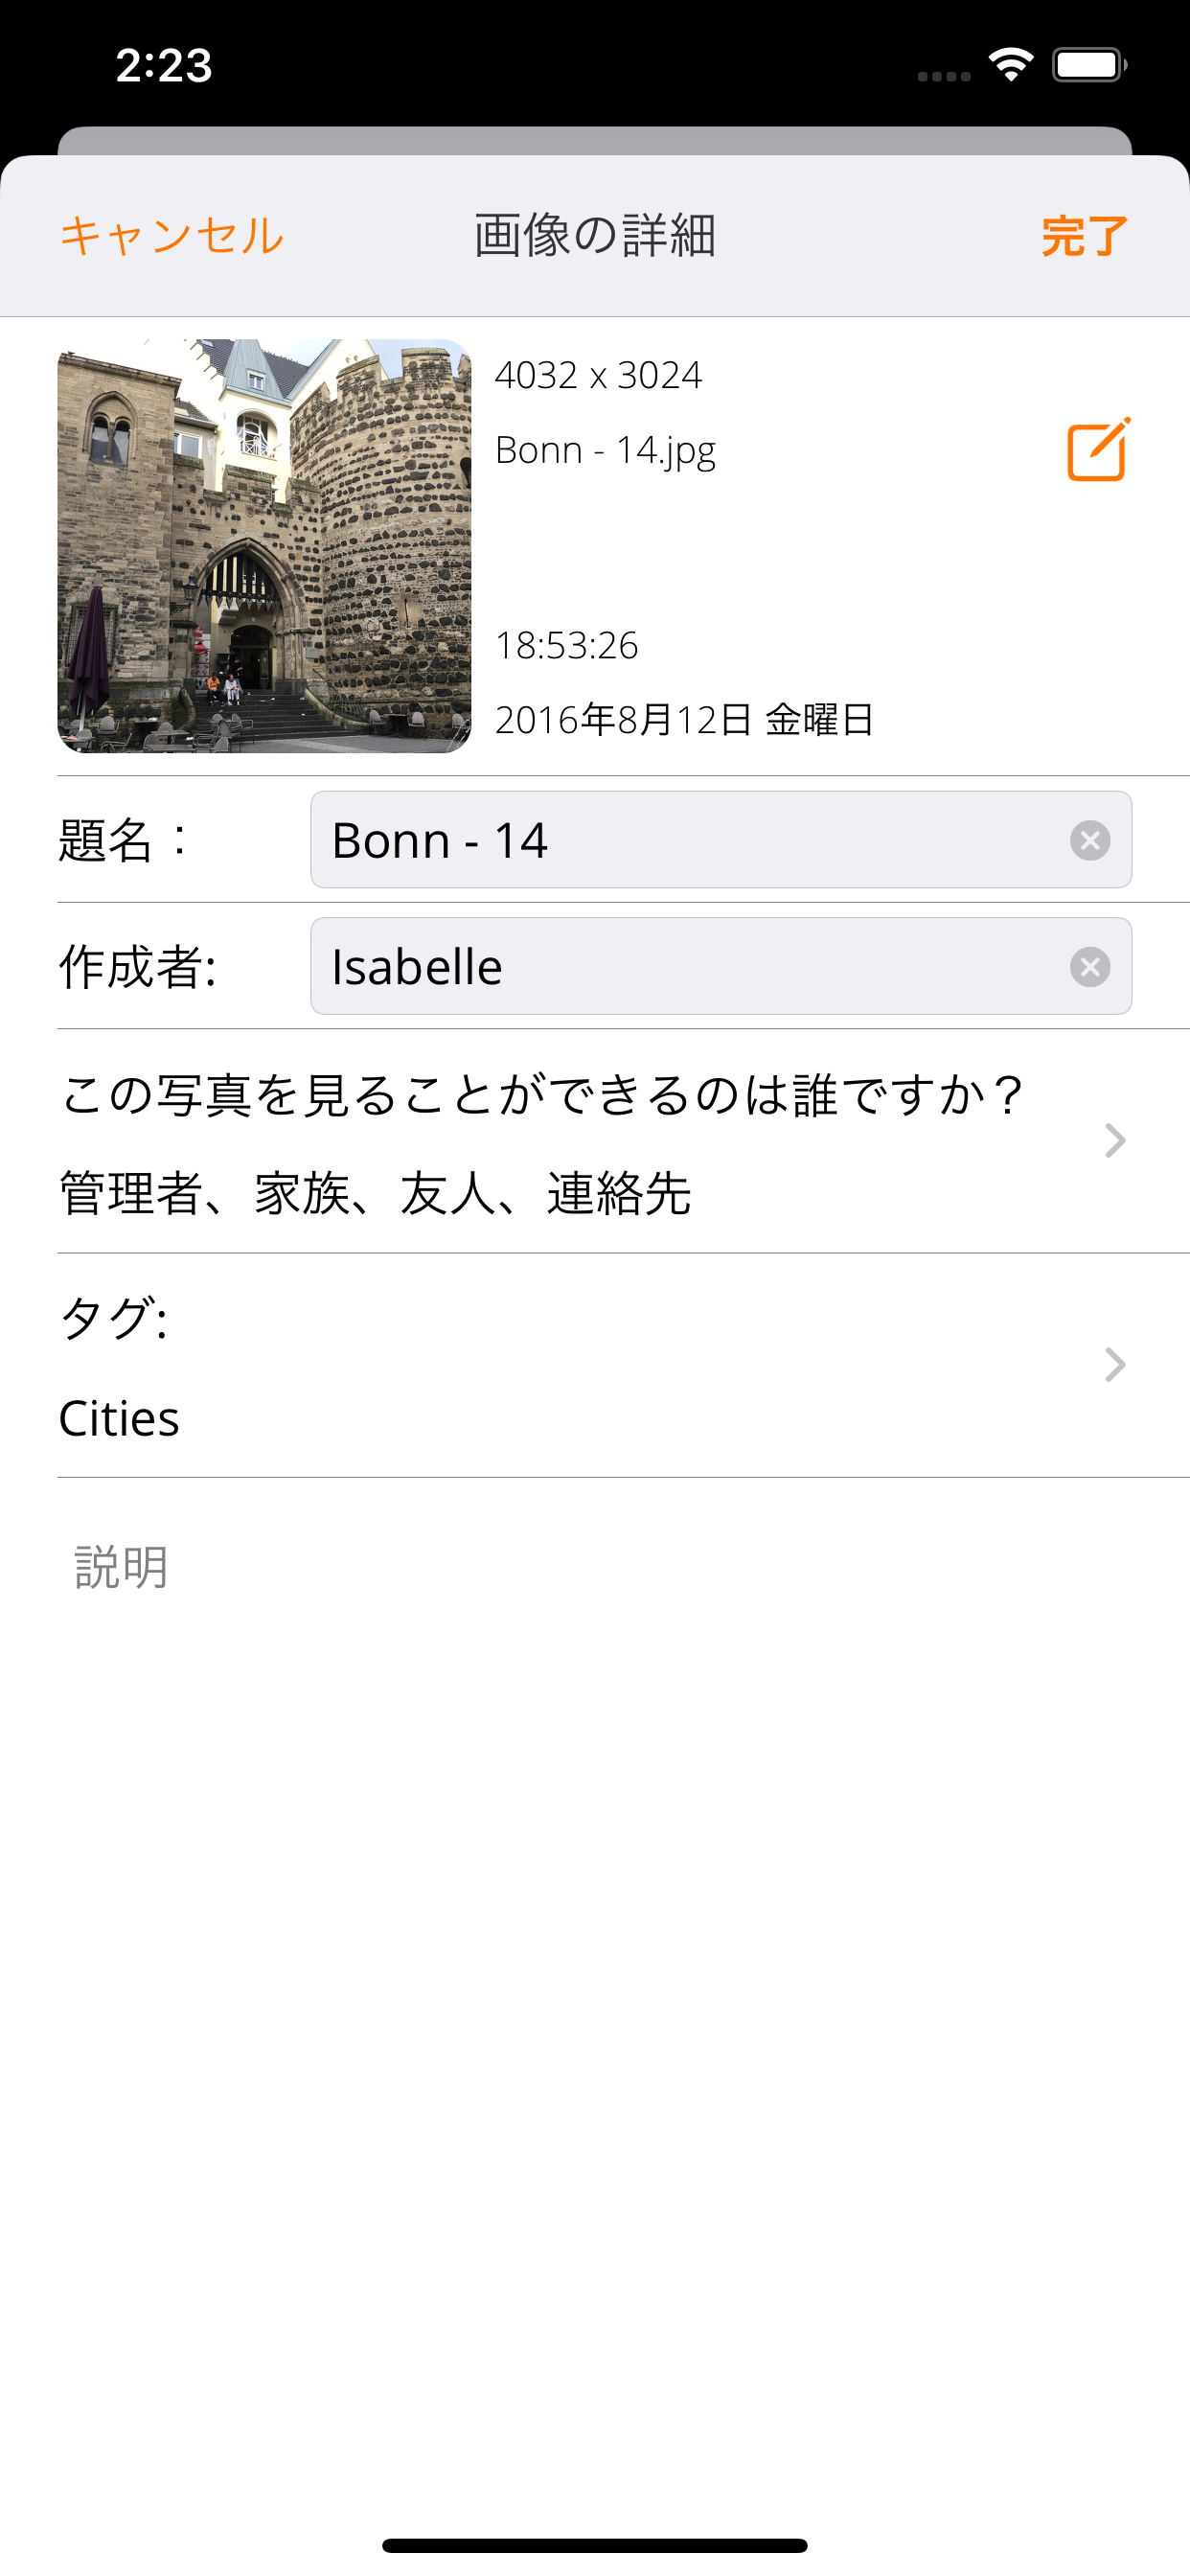 2:23
キャンセル 画像の詳細 完了
4032 x 3024
Bonn - 14.jpg
18:53:26
2016年8月12日 金曜日
題名： Bonn - 14
作成者: Isabelle
この写真を見ることができるのは誰ですか？
管理者、家族、友人、連絡先
タグ:
Cities
説明